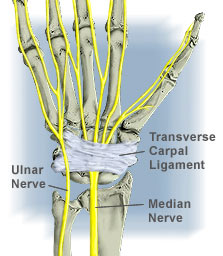 Transverse
Carpal
Ligament
Ulnar
Nerve
Median
Nerve